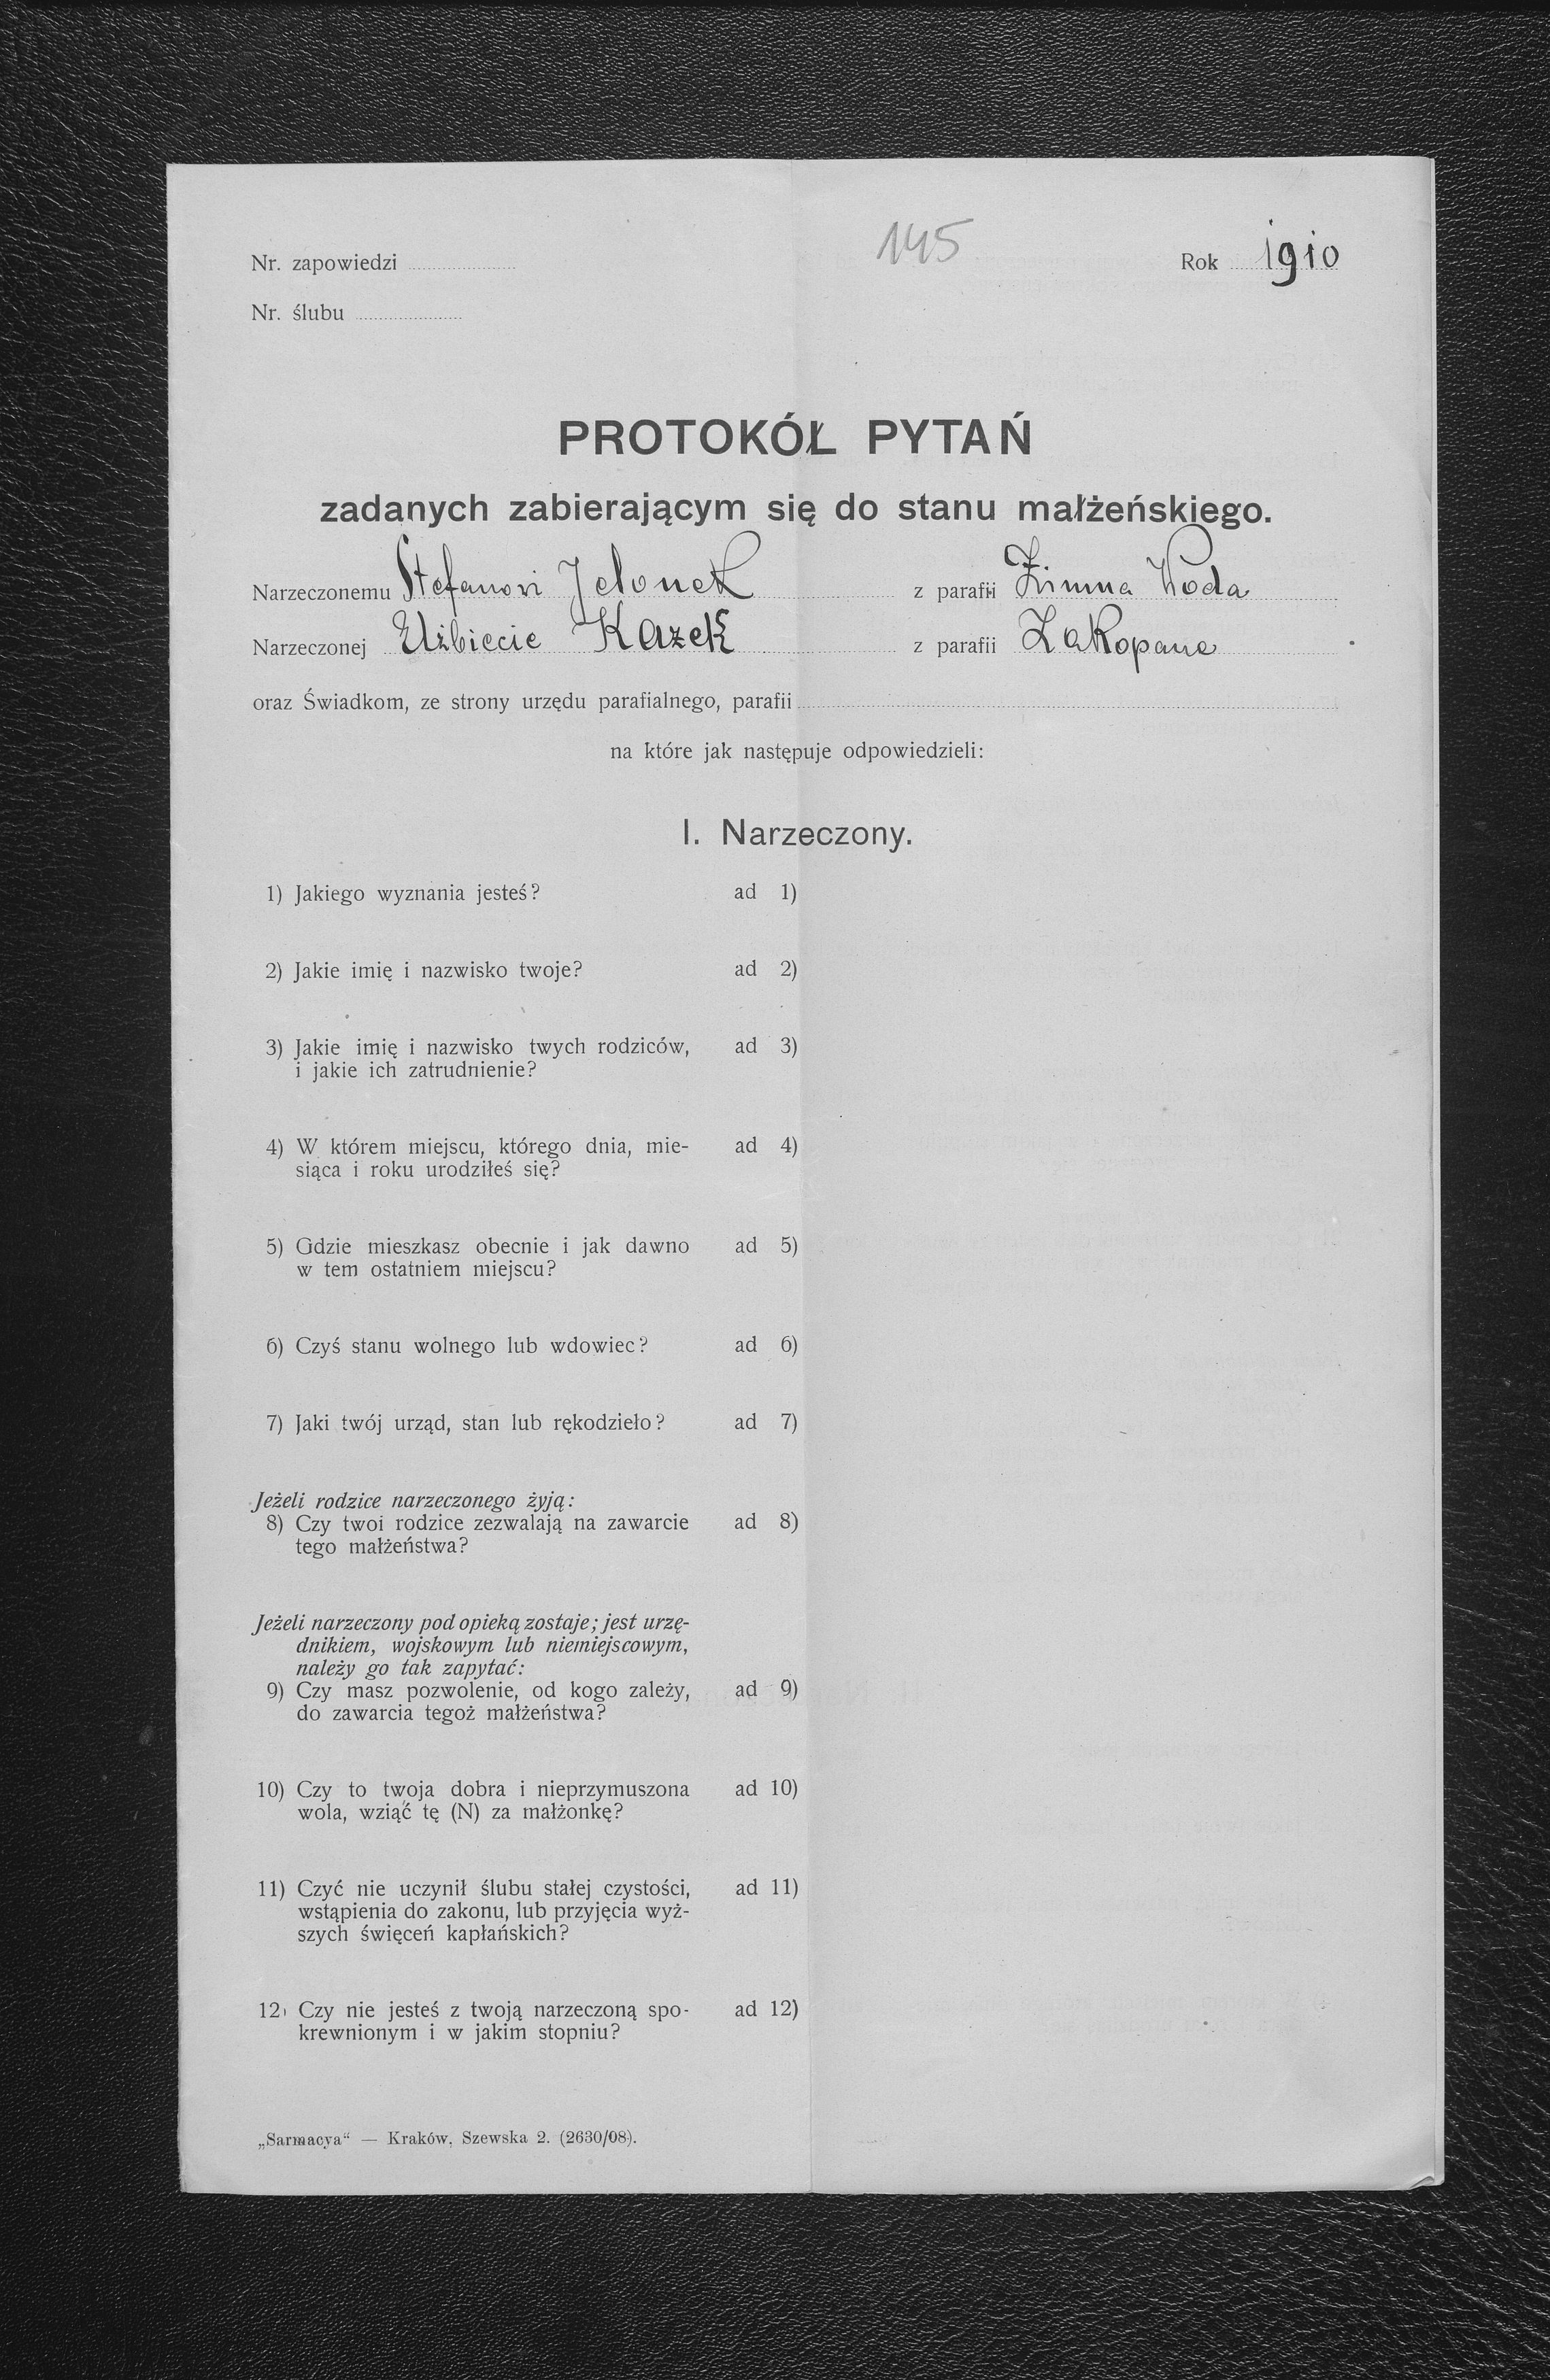 145
Nr. zapowiedzi Rok 1910
Nr. ślubu
PROTOKÓŁ PYTAŃ
zadanych zabierającym się do stanu małżeńskiego.
Narzeczonemu Stefanowi Jelonek z parafii Zimna Woda
Narzeczonej Elżbiecie Kazek z parafii Zakopane
oraz Świadkom, ze strony urzędu parafialnego, parafii
na które jak następuje odpowiedzieli:
I. Narzeczony.
1) Jakiego wyznania jesteś? ad 1)
2) Jakie imię i nazwisko twoje? ad 2)
3) Jakie imię i nazwisko twych rodziców, ad 3)
i jakie ich zatrudnienie?
4) W którem miejscu, którego dnia, mie- ad 4)
siąca i roku urodziłeś się?
5) Gdzie mieszkasz obecnie i jak dawno ad 5)
w tem ostatniem miejscu?
6) Czyś stanu wolnego lub wdowiec? ad 6)
7) Jaki twój urząd, stan lub rękodzieło? ad 7)
Jeżeli rodzice narzeczonego żyją:
8) Czy twoi rodzice zezwalają na zawarcie ad 8)
tego małżeństwa?
Jeżeli narzeczony pod opieką zostaje; jest urzę-
dnikiem, wojskowym lub niemiejscowym,
należy go tak zapytać:
9) Czy masz pozwolenie, od kogo zależy, ad 9)
do zawarcia tegoż małżeństwa?
10) Czy to twoja dobra i nieprzymuszona ad 10)
wola, wziąć tę (N) za małżonkę?
11) Czyć nie uczynił ślubu stałej czystości, ad 11)
wstąpienia do zakonu, lub przyjęcia wyż-
szych święceń kapłańskich?
12) Czy nie jesteś z twoją narzeczoną spo- ad 12)
krewnionym i w jakim stopniu?
„Sarmacya" — Kraków, Szewska 2. (2630/08).